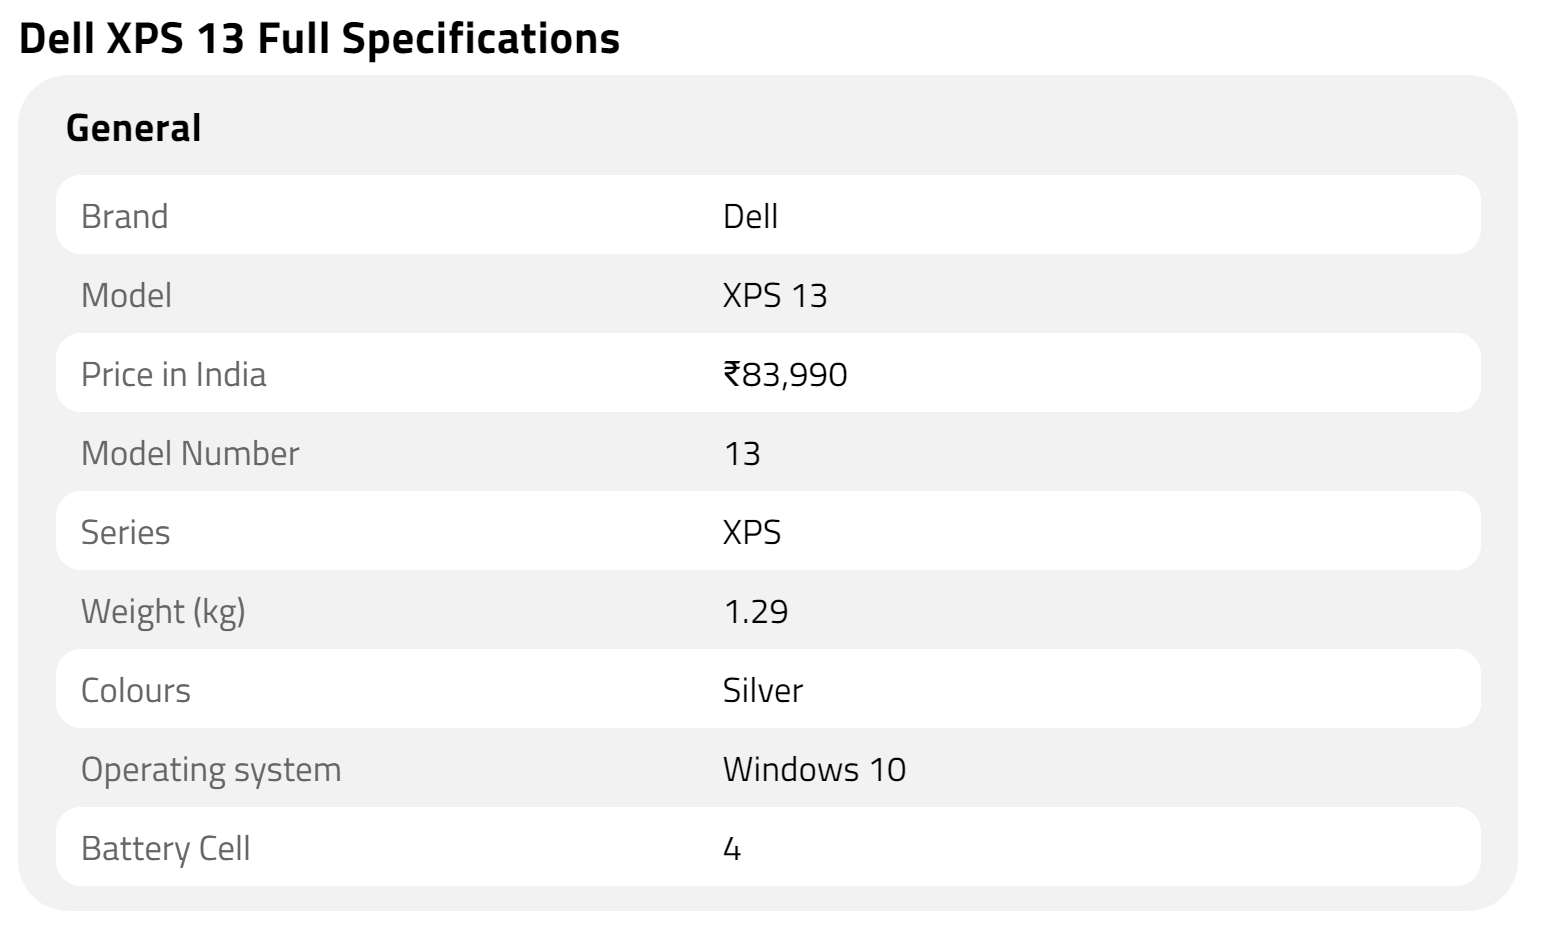 Dell XPS 13 Full Specifications
General
Brand Dell
Model XPS 13
Price in India ₹83,990
Model Number 13
Series XPS
Weight (kg) 1.29
Colours Silver
Operating system Windows 10
Battery Cell 4